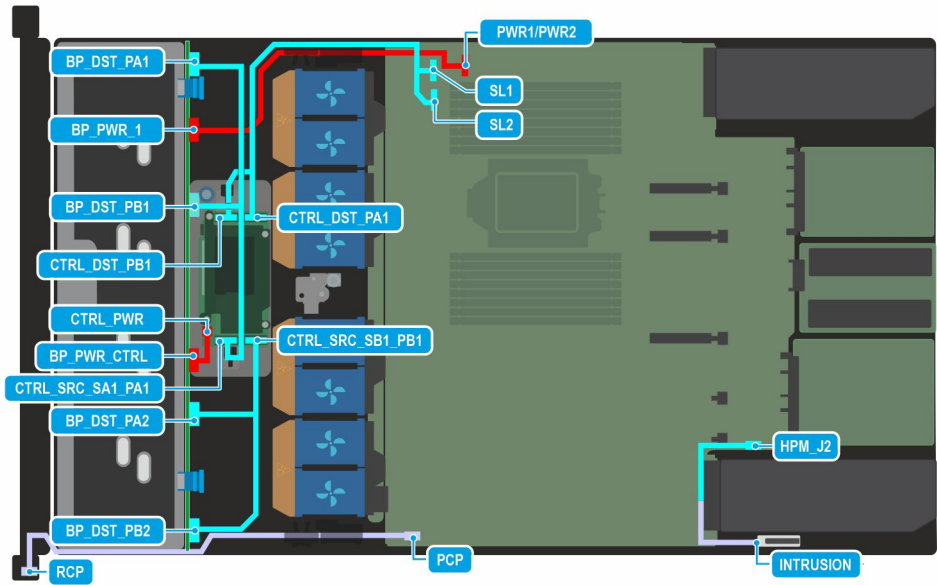 PWR1/PWR2
BP_DST_PA1
SL1
SL2
BP_PWR_1
BP_DST_PB1
CTRL_DST_PA1
CTRL_DST_PB1
CTRL_PWR
CTRL_SRC_SB1_PB1
BP_PWR_CTRL
CTRL_SRC_SA1_PA1
BP_DST_PA2
HPM_J2
BP_DST_PB2
PCP
INTRUSION
RCP